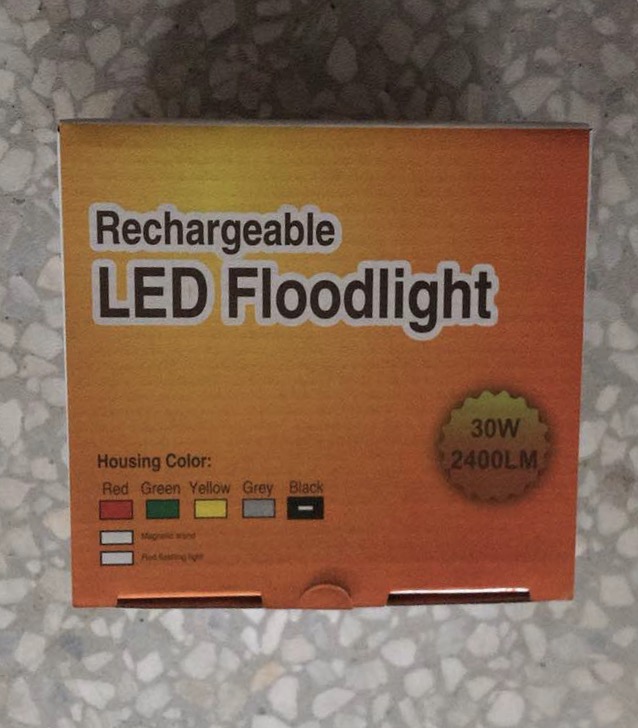 Rechargeable
LED Floodlight
30W
2400LM
Housing Color:
Red Green Yellow Grey Black
Magnetic stand
Red flashing light